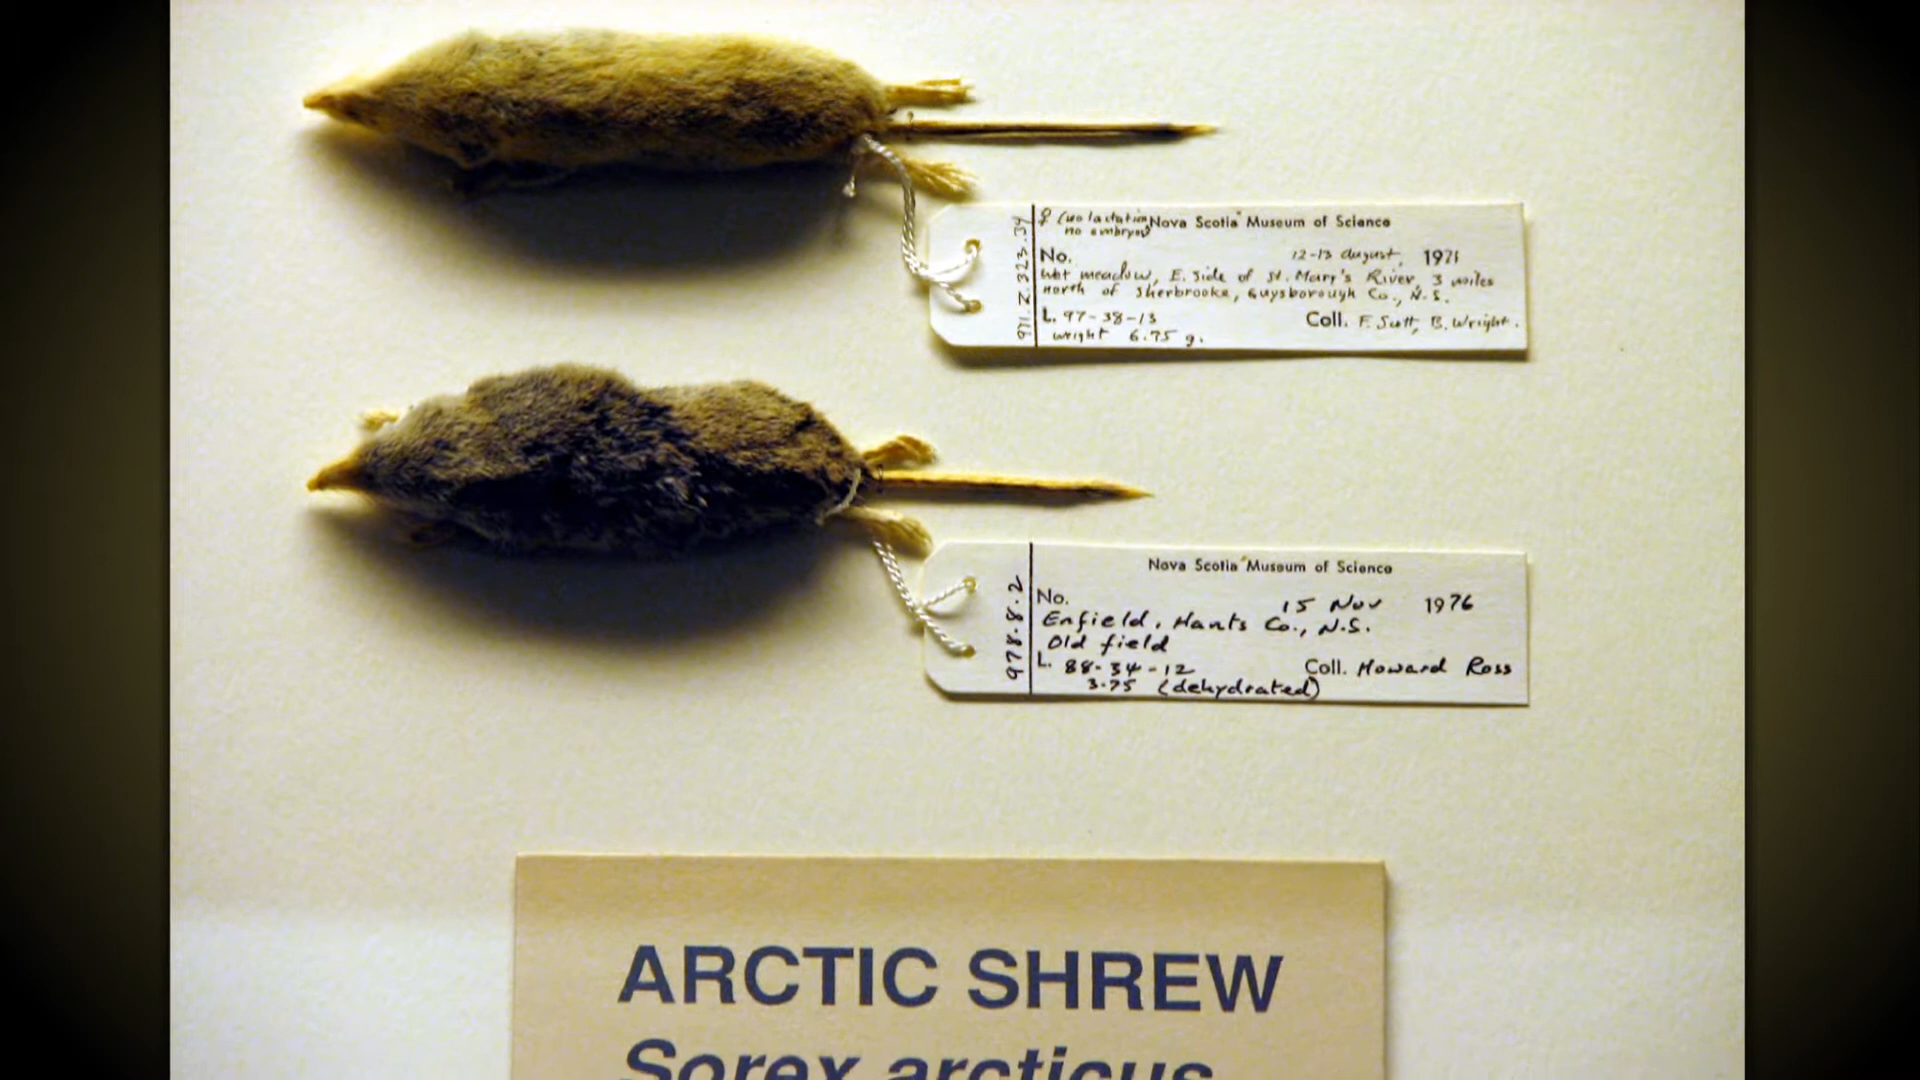 971.Z.323.34
♀ (no lactation
no embryos)
Nova Scotia Museum of Science
No. 12-13 August, 1971
Wet meadow, E. side of St. Mary's River, 3 miles
north of Sherbrooke, Guysborough Co., N.S.
L. 97-38-13 Coll. F. Scott, B. Wright.
weight 6.75 g.
978.8.2
Nova Scotia Museum of Science
No. 15 Nov 1976
Enfield, Hants Co., N.S.
Old field
L. 88-34-12 Coll. Howard Ross
3.75 (dehydrated)
ARCTIC SHREW
Sorex arcticus